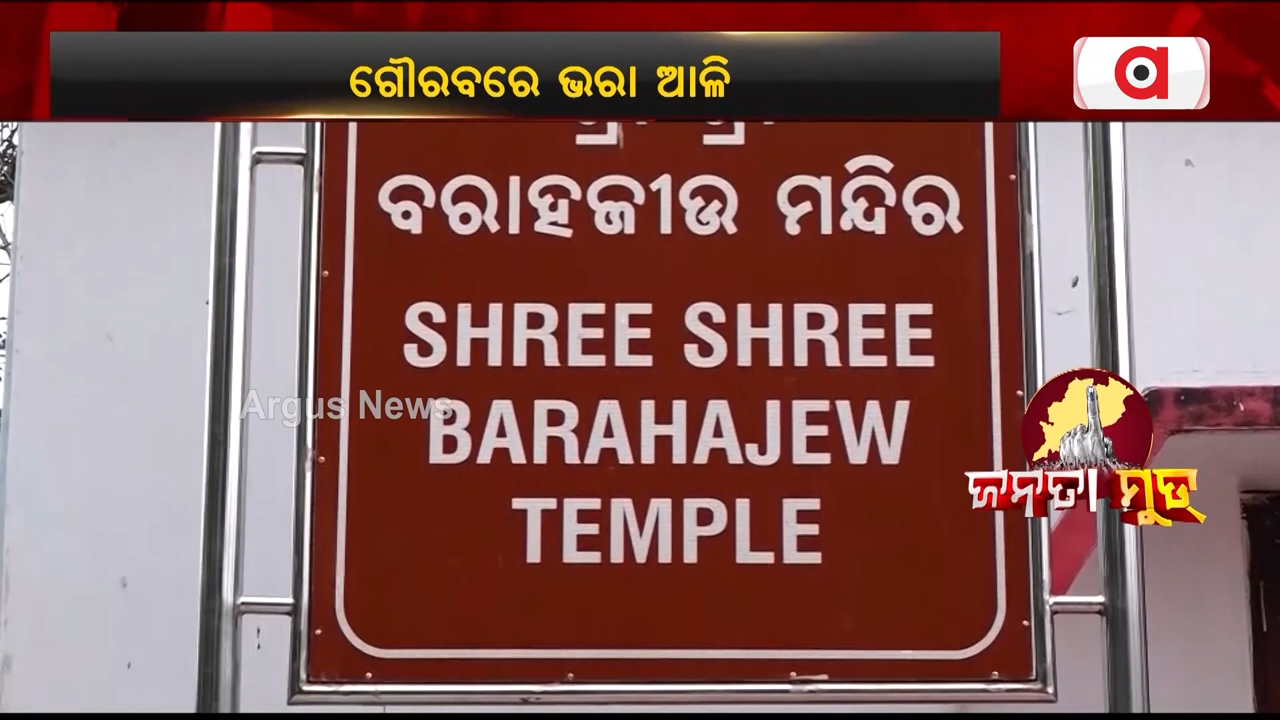 ଗୌରବରେ ଭରା ଆଳି
ବରାହଜୀଉ ମନ୍ଦିର
SHREE SHREE
BARAHAJEW
TEMPLE
Argus News
ଜନତା ମୁଡ୍